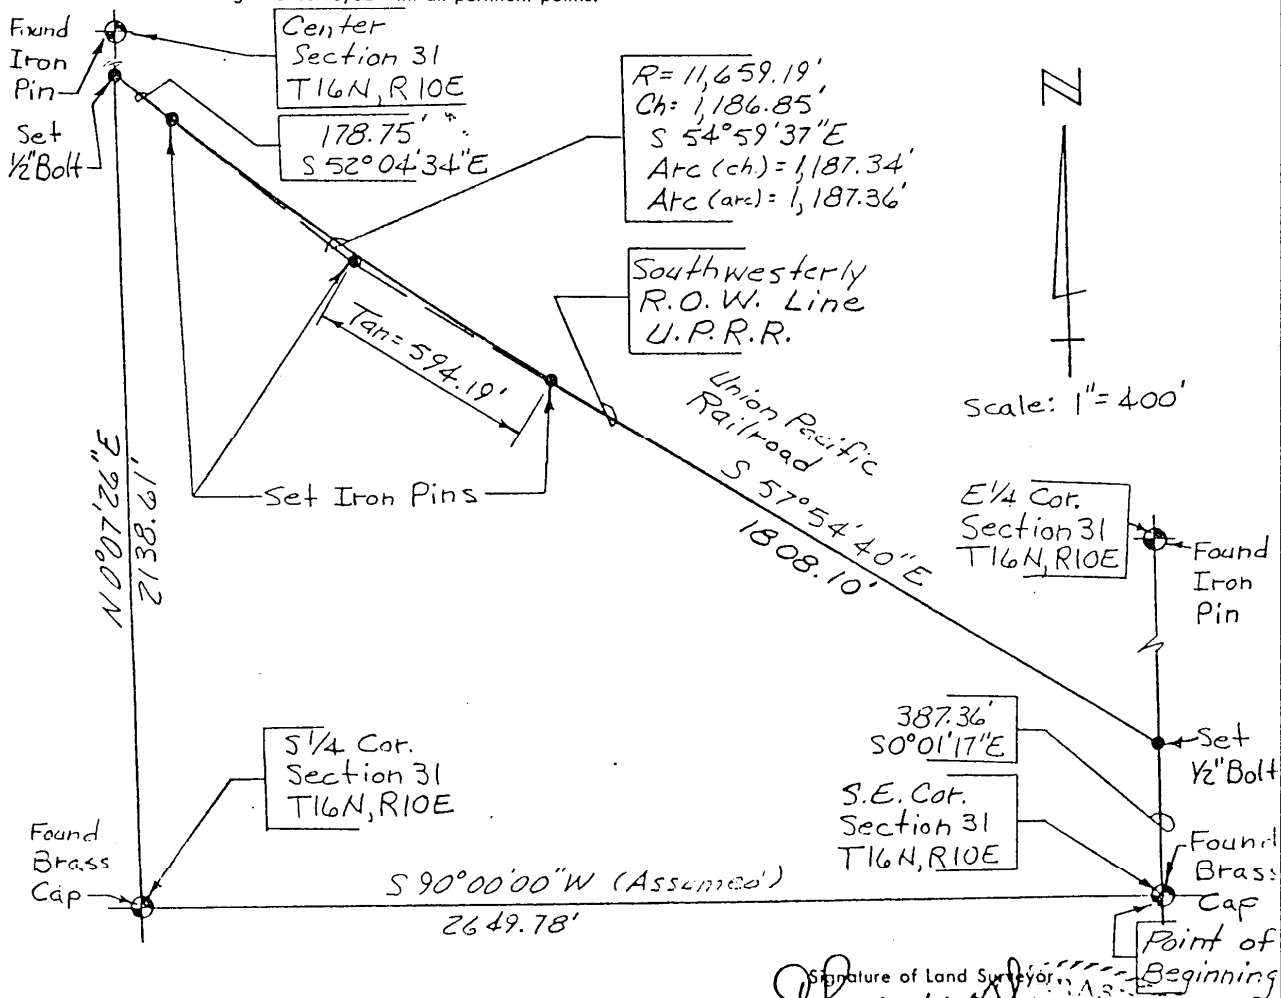 Found
Iron
Pin
Set
1/2" Bolt
Center
Section 31
T16N, R10E
178.75'
S 52°04'34"E
R= 11,659.19'
Ch: 1,186.85'
S 54°59'37"E
Arc (ch.) = 1,187.34'
Arc (arc) = 1,187.36'
N
Scale: 1"= 400'
Southwesterly
R.O.W. Line
U.P.R.R.
Tan= 594.19'
Set Iron Pins
Union Pacific
Railroad
S 57°54'40"E
1808.10'
E1/4 Cor.
Section 31
T16N, R10E
Found
Iron
Pin
N0°07'26"E
2138.12'
387.36'
S0°01'17"E
Set
1/2" Bolt
S1/4 Cor.
Section 31
T16N, R10E
S.E. Cor.
Section 31
T16N, R10E
Found
Brass
Cap
Found
Brass
Cap
S 90°00'00"W (Assumed)
2649.78'
Point of
Beginning
Signature of Land Surveyor